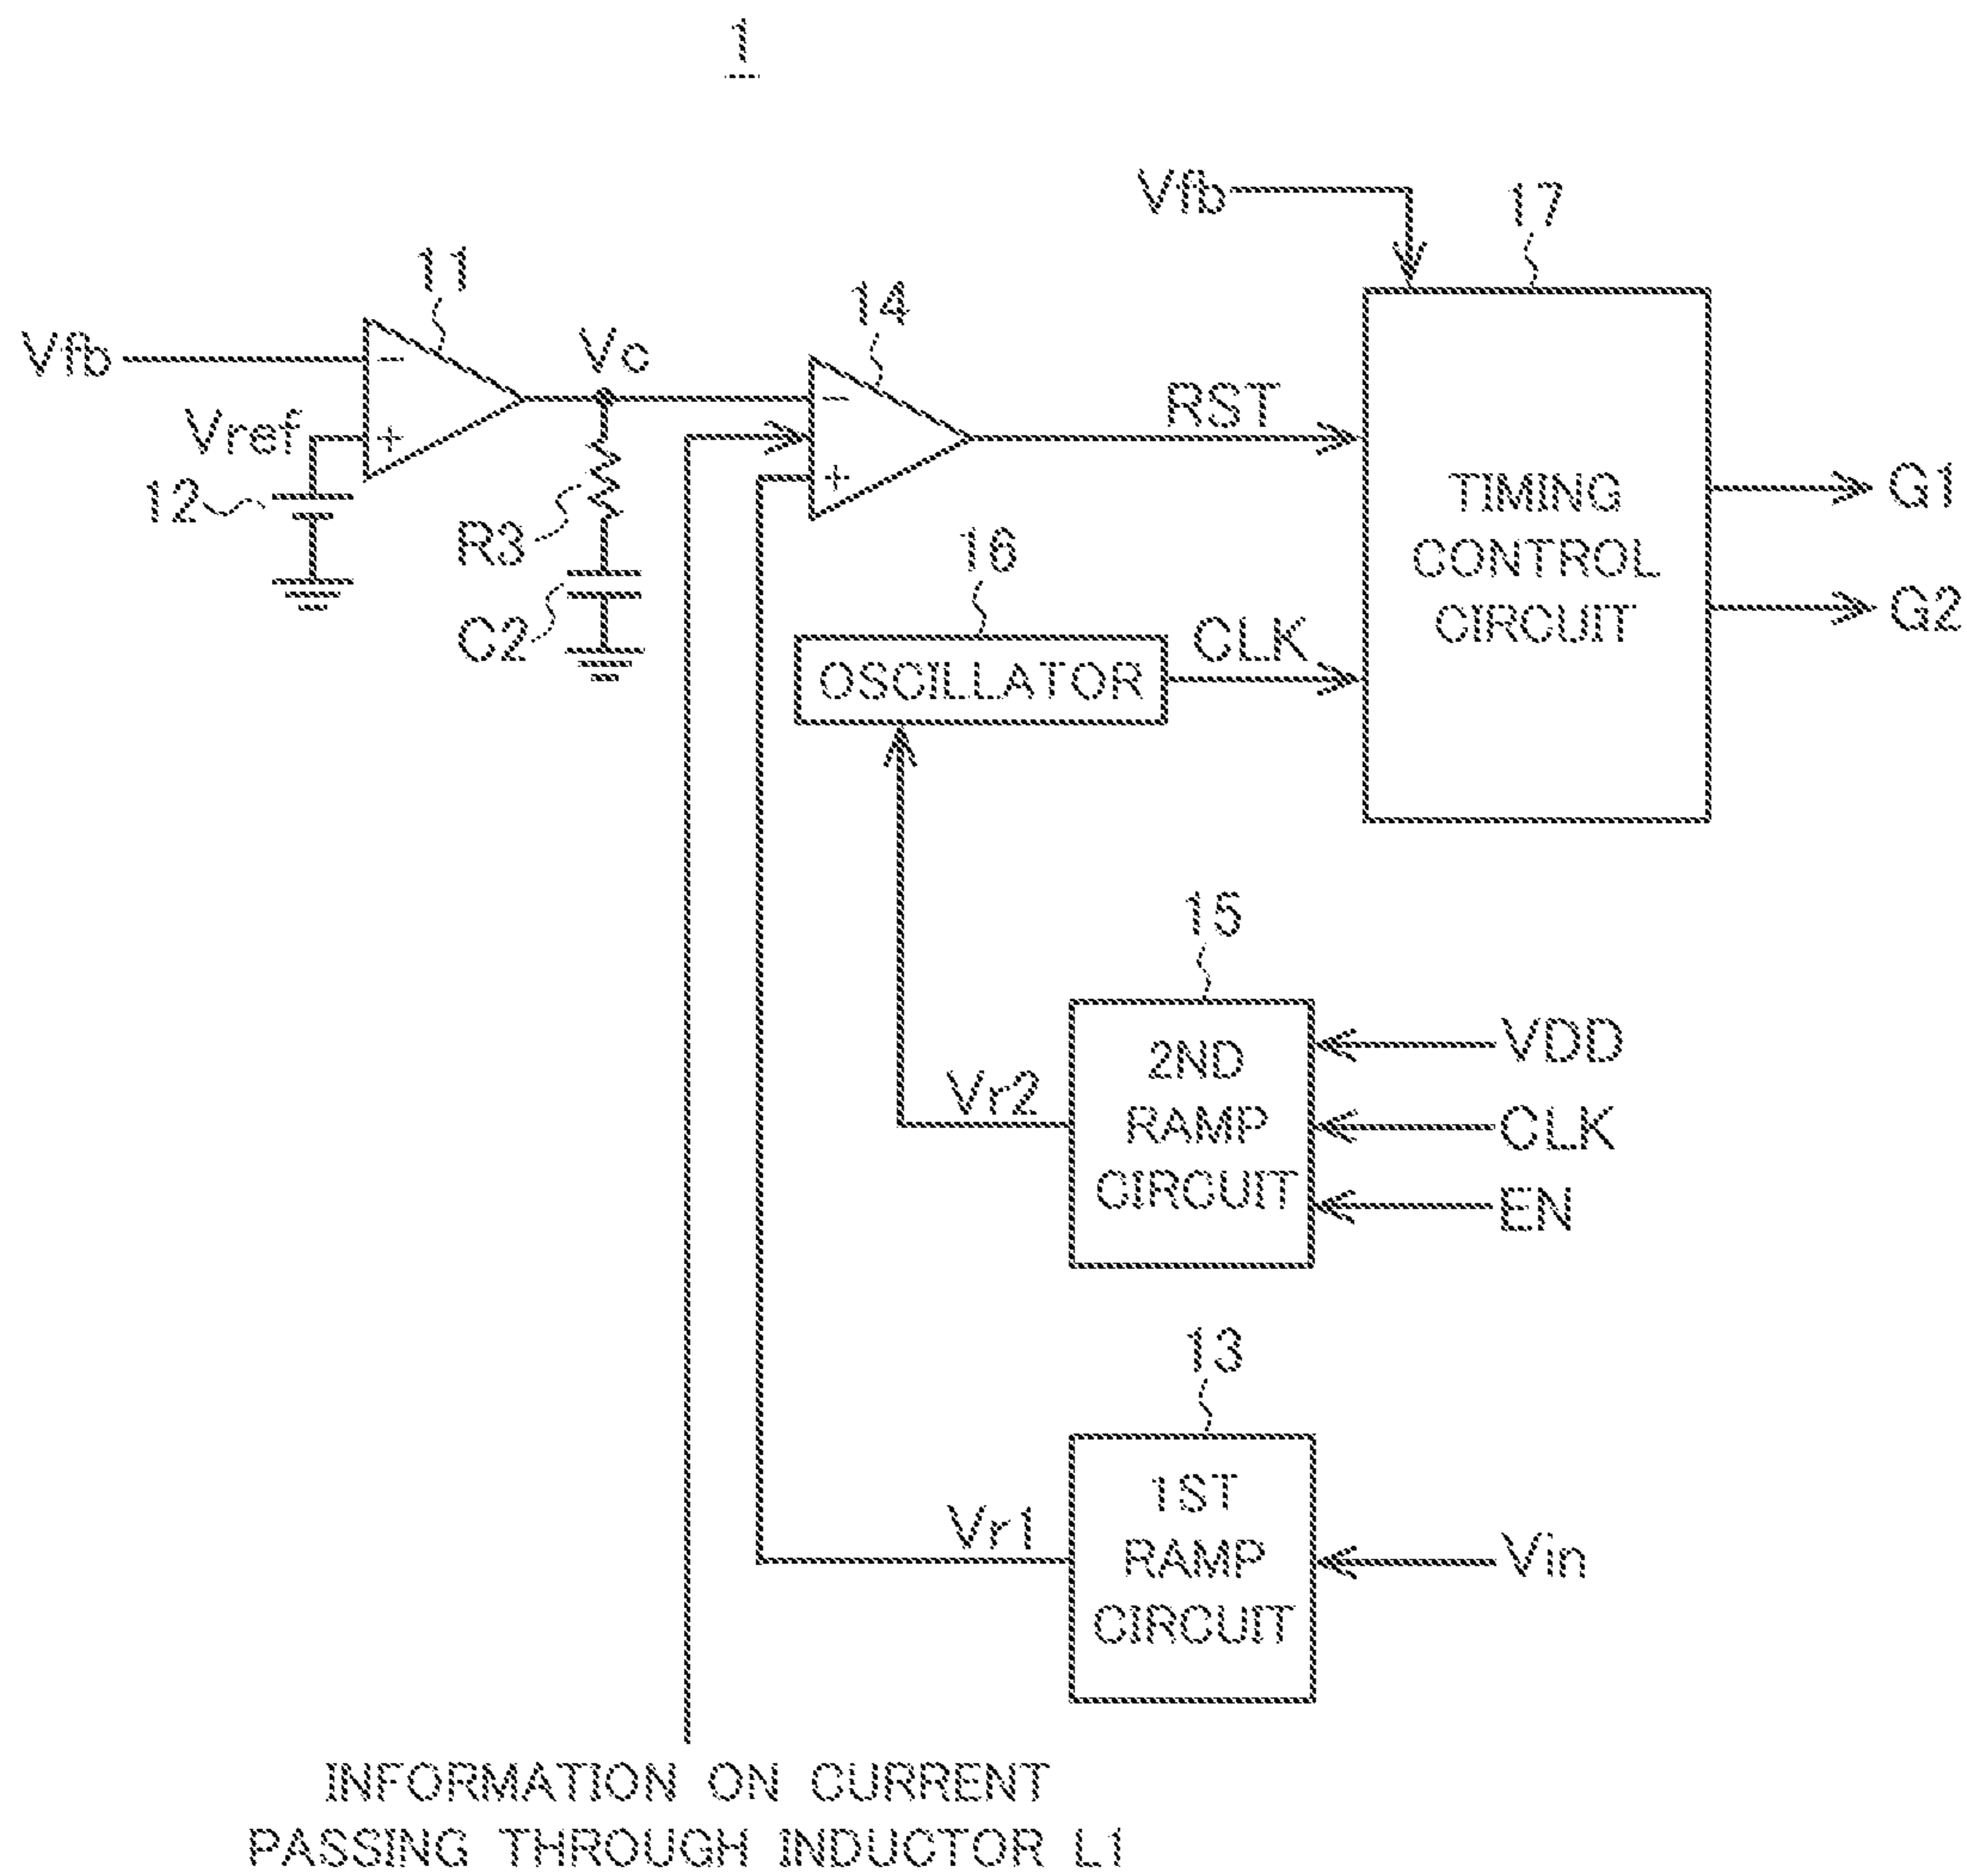 1
Vfb
17
11
14
Vfb
Vc
Vref
-
-
+
+
RST
12
R3
TIMING
CONTROL
CIRCUIT
G1
G2
16
C2
OSCILLATOR
CLK
15
2ND
RAMP
CIRCUIT
VDD
CLK
EN
Vr2
13
1ST
RAMP
CIRCUIT
Vr1
Vin
INFORMATION ON CURRENT
PASSING THROUGH INDUCTOR L1